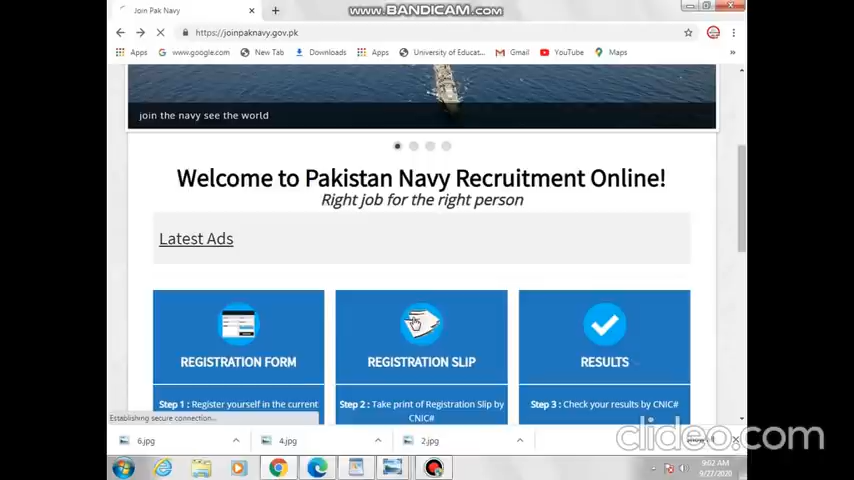 www.BANDICAM.com
Join Pak Navy
https://joinpaknavy.gov.pk
Apps
www.google.com
New Tab
Downloads
Apps
University of Educat...
Gmail
YouTube
Maps
»
join the navy see the world
Welcome to Pakistan Navy Recruitment Online!
Right job for the right person
Latest Ads
REGISTRATION FORM
REGISTRATION SLIP
RESULTS
Step 1 : Register yourself in the current
Step 2 : Take print of Registration Slip by
CNIC#
Step 3 : Check your results by CNIC#
Establishing secure connection...
6.jpg
4.jpg
2.jpg
clideo.com
9:02 AM
9/27/2020